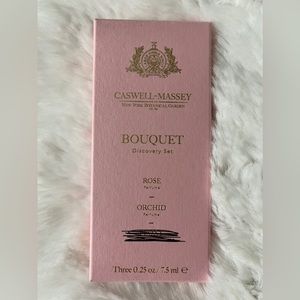 CASWELL-MASSEY
NEW YORK BOTANICAL GARDEN
BOUQUET
Discovery Set
ROSE
Perfume
ORCHID
Perfume
Three 0.25 oz / 7.5 ml ℮